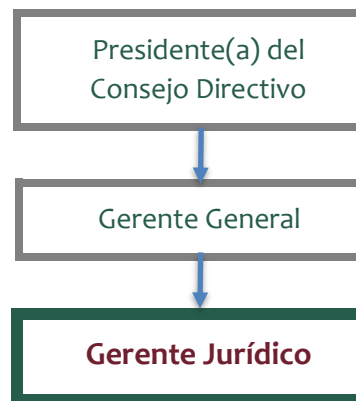 Presidente(a) del
Consejo Directivo
Gerente General
Gerente Jurídico